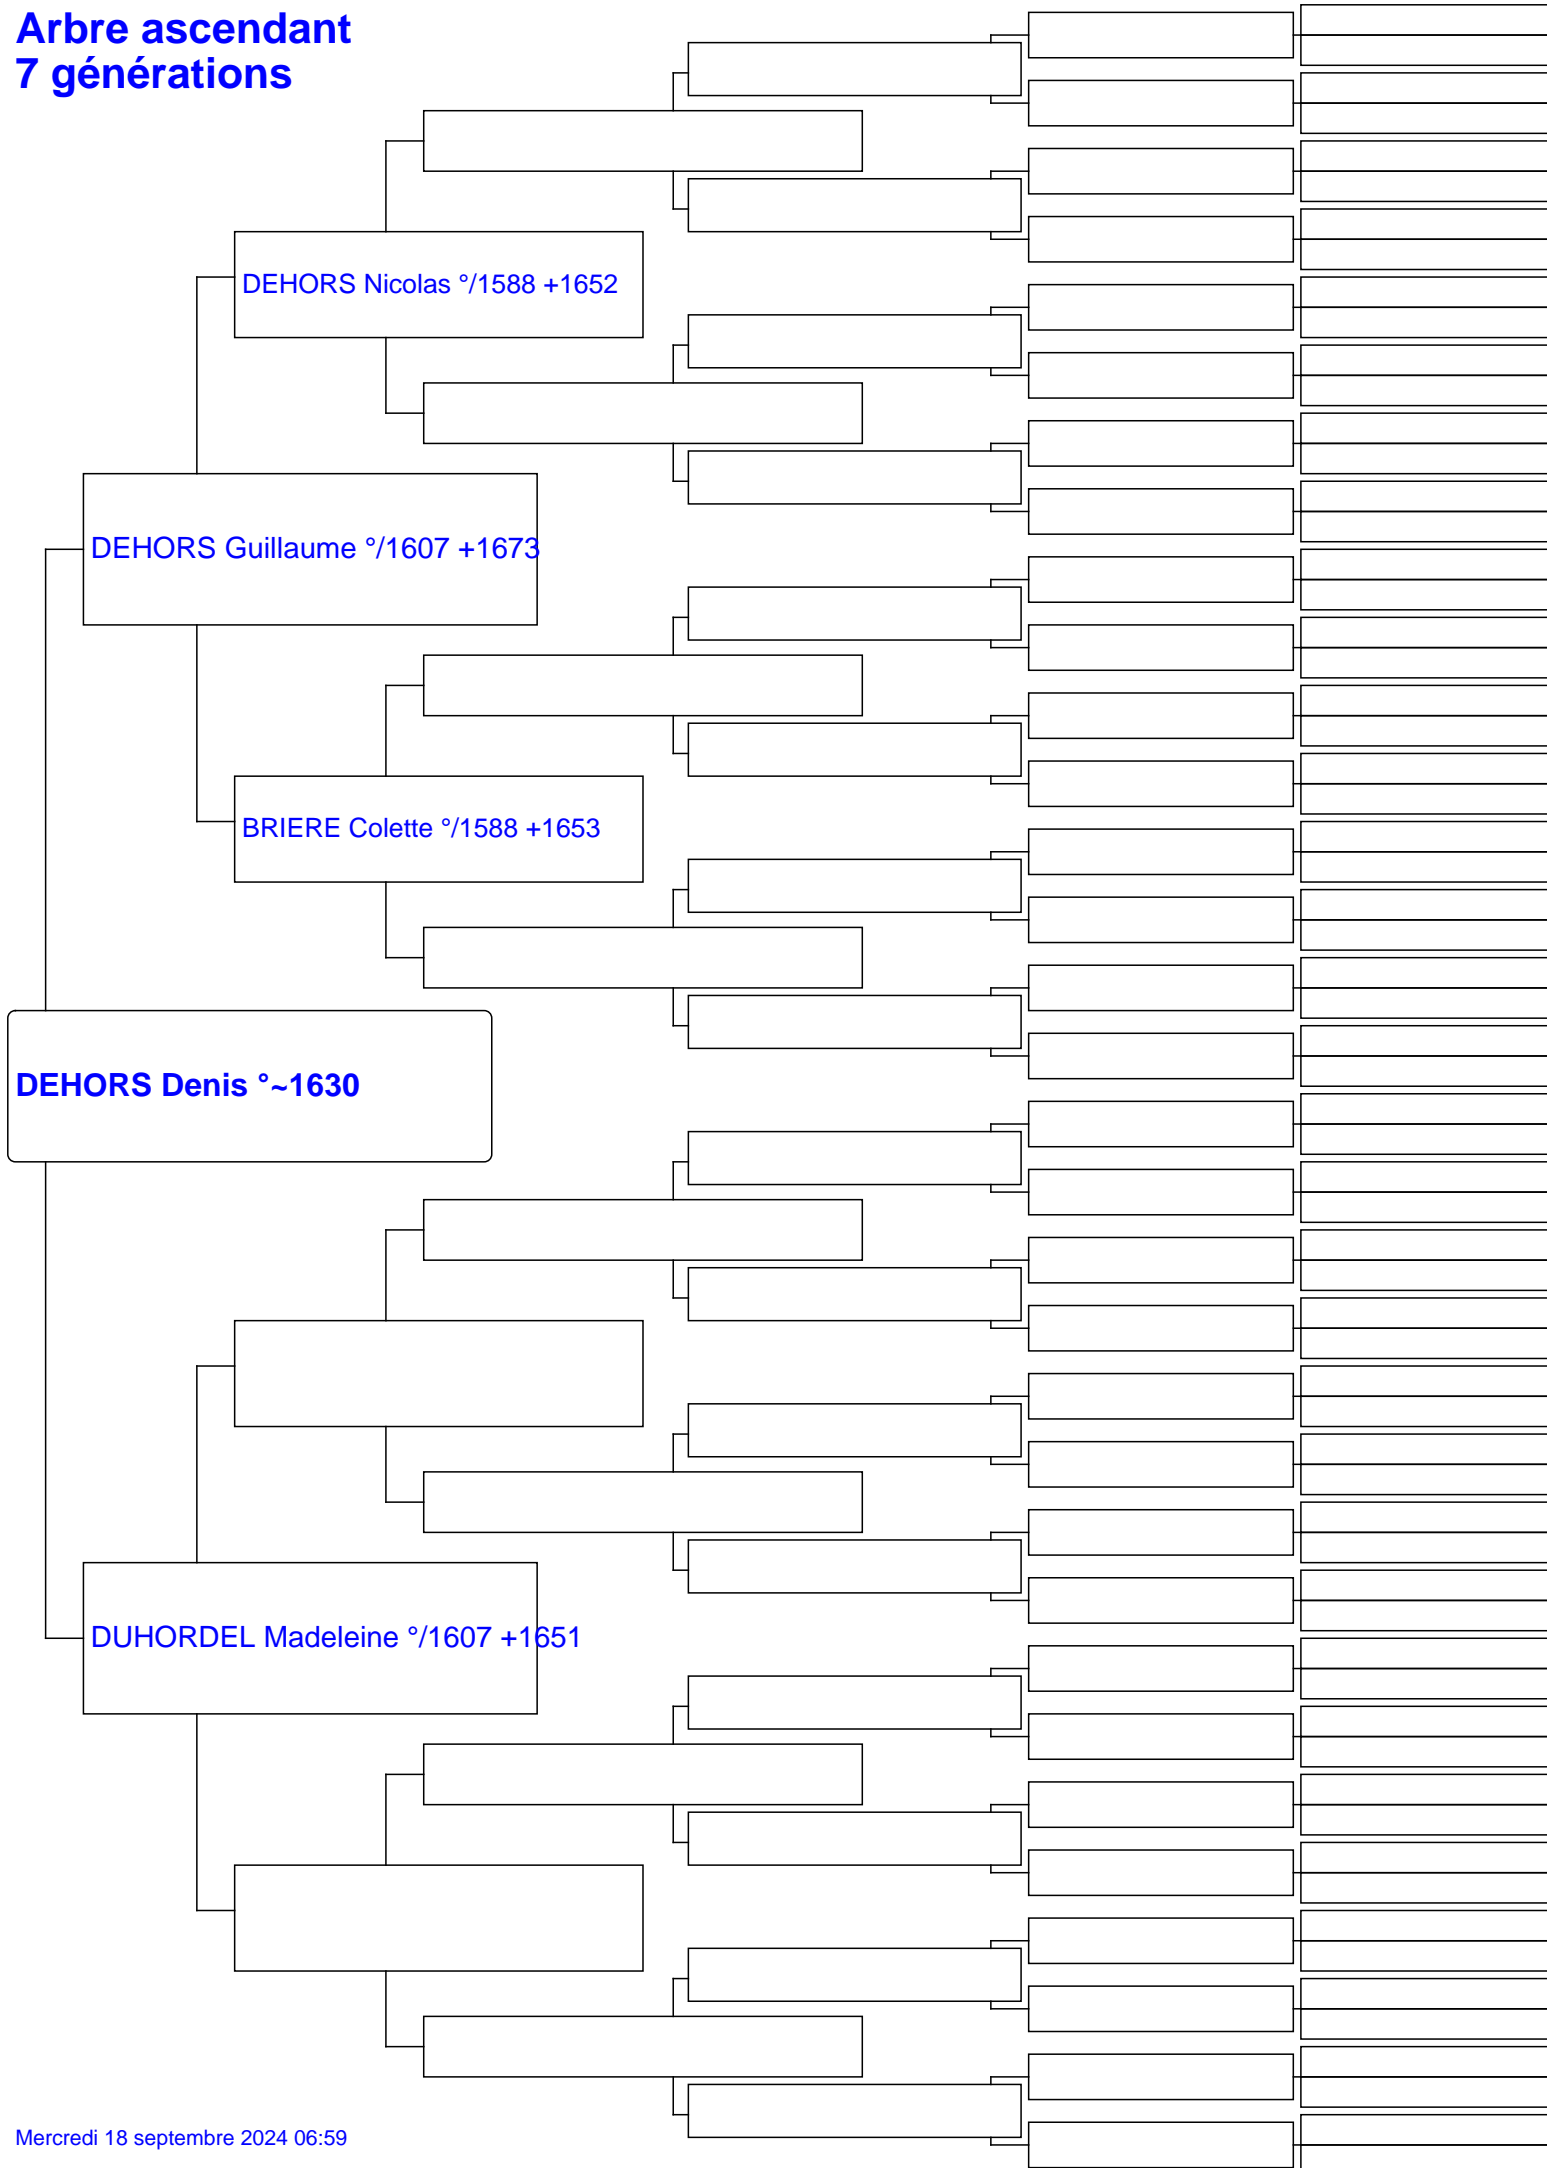 Arbre ascendant
7 générations
DEHORS Nicolas °/1588 +1652
DEHORS Guillaume °/1607 +1673
BRIERE Colette °/1588 +1653
DEHORS Denis °~1630
DUHORDEL Madeleine °/1607 +1651
Mercredi 18 septembre 2024 06:59